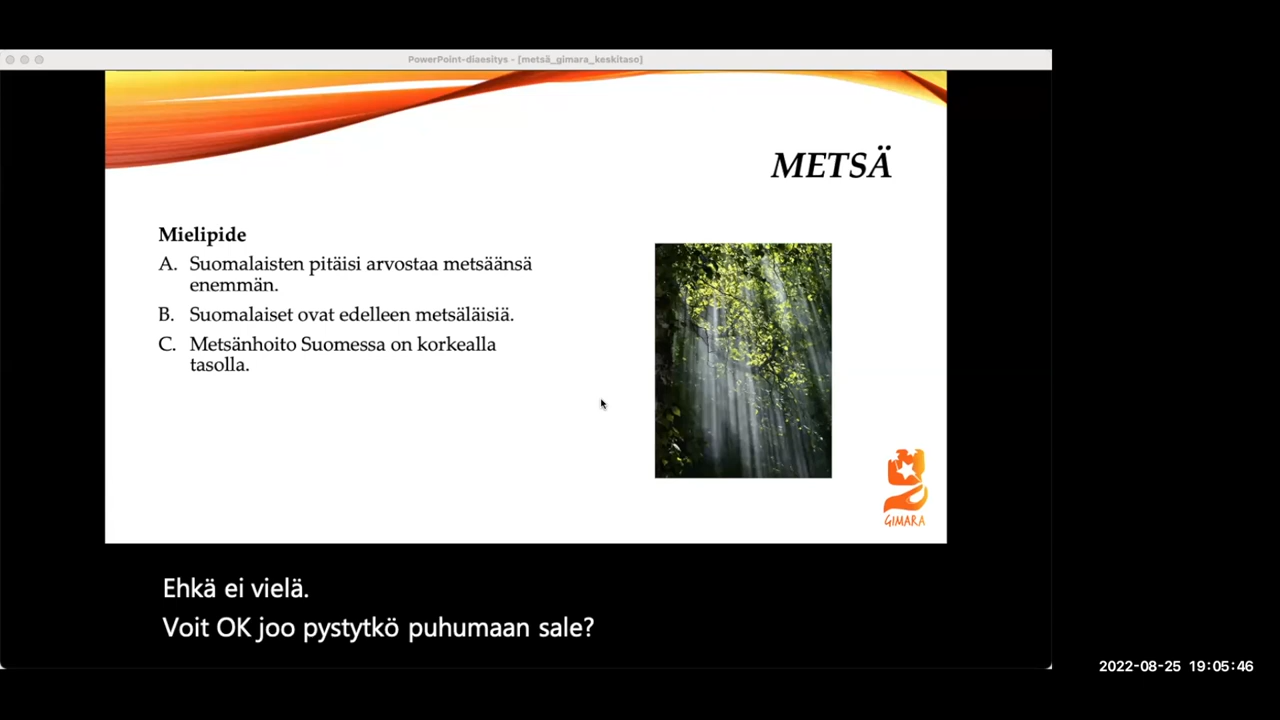 PowerPoint-diaesitys - [metsä_gimara_keskitaso]
METSÄ
Mielipide
A. Suomalaisten pitäisi arvostaa metsäänsä
enemmän.
B. Suomalaiset ovat edelleen metsäläisiä.
C. Metsänhoito Suomessa on korkealla
tasolla.
GIMARA
Ehkä ei vielä.
Voit OK joo pystytkö puhumaan sale?
2022-08-25 19:05:46